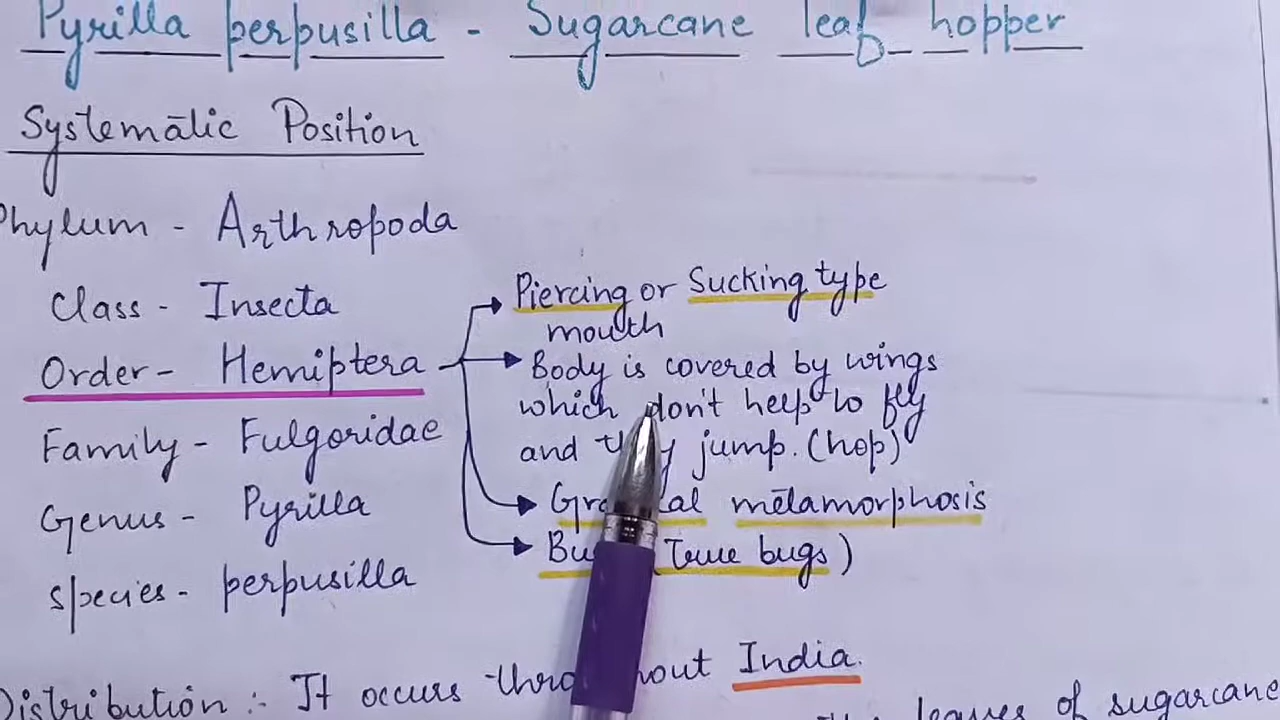 Pyrilla perpusilla - Sugarcane leaf hopper
Systematic Position
Phylum - Arthropoda
Class - Insecta
Order - Hemiptera
Family - Fulgoridae
Genus - Pyrilla
Species - perpusilla
Piercing or Sucking type
mouth
Body is covered by wings
which don't help to fly
and jump. (hop)
metamorphosis
(True bugs)
Distribution :- It occurs India.
leaves of sugarcane